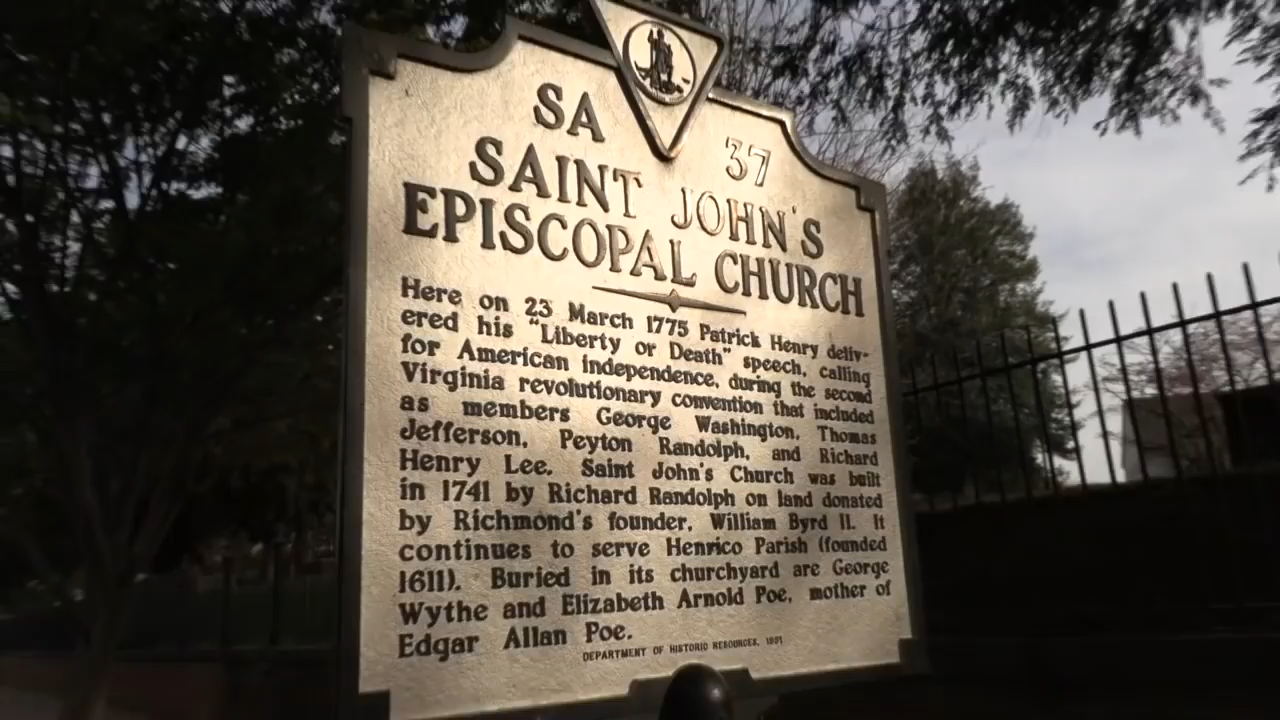 SA 37
SAINT JOHN'S
EPISCOPAL CHURCH
Here on 23 March 1775 Patrick Henry deliv-
ered his "Liberty or Death" speech, calling
for American independence, during the second
Virginia revolutionary convention that included
as members George Washington, Thomas
Jefferson, Peyton Randolph, and Richard
Henry Lee. Saint John's Church was built
in 1741 by Richard Randolph on land donated
by Richmond's founder, William Byrd II. It
continues to serve Henrico Parish (founded
1611). Buried in its churchyard are George
Wythe and Elizabeth Arnold Poe, mother of
Edgar Allan Poe.
DEPARTMENT OF HISTORIC RESOURCES, 1991